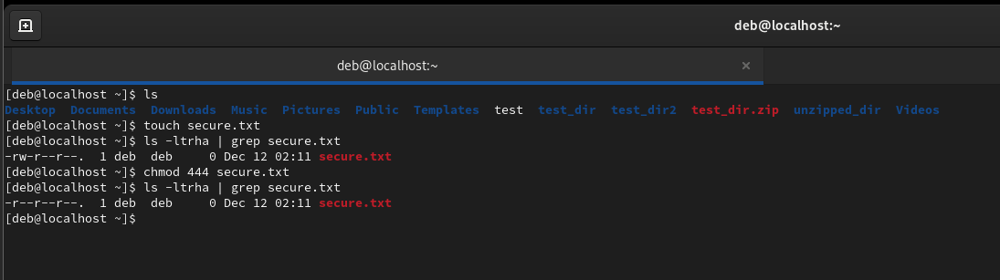 deb@localhost:~
deb@localhost:~ ×
[deb@localhost ~]$ ls
Desktop  Documents  Downloads  Music  Pictures  Public  Templates  test  test_dir  test_dir2  test_dir.zip  unzipped_dir  Videos
[deb@localhost ~]$ touch secure.txt
[deb@localhost ~]$ ls -ltrha | grep secure.txt
-rw-r--r--.  1 deb  deb     0 Dec 12 02:11 secure.txt
[deb@localhost ~]$ chmod 444 secure.txt
[deb@localhost ~]$ ls -ltrha | grep secure.txt
-r--r--r--.  1 deb  deb     0 Dec 12 02:11 secure.txt
[deb@localhost ~]$